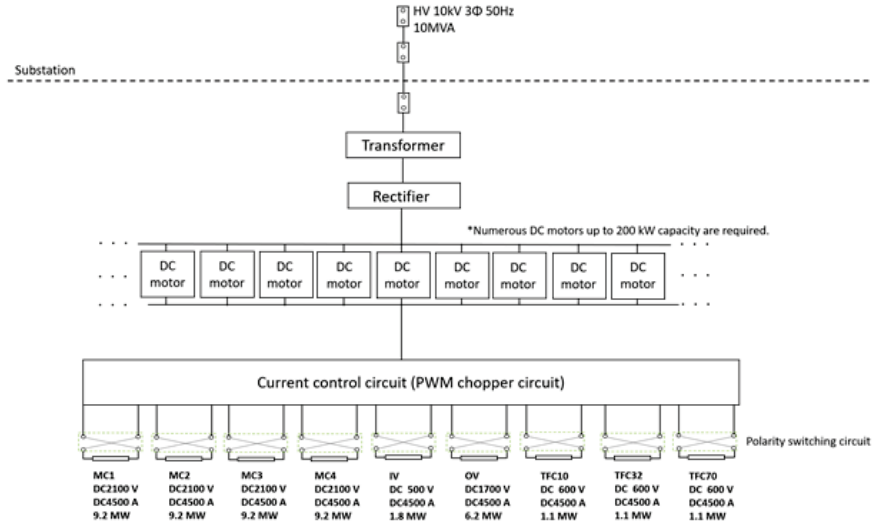 HV 10kV 3Φ 50Hz
10MVA
Substation
Transformer
Rectifier
*Numerous DC motors up to 200 kW capacity are required.
DC motor
DC motor
DC motor
DC motor
DC motor
DC motor
DC motor
DC motor
DC motor
Current control circuit (PWM chopper circuit)
Polarity switching circuit
MC1
DC2100 V
DC4500 A
9.2 MW
MC2
DC2100 V
DC4500 A
9.2 MW
MC3
DC2100 V
DC4500 A
9.2 MW
MC4
DC2100 V
DC4500 A
9.2 MW
IV
DC 500 V
DC4500 A
1.8 MW
OV
DC1700 V
DC4500 A
6.2 MW
TFC10
DC 600 V
DC4500 A
1.1 MW
TFC32
DC 600 V
DC4500 A
1.1 MW
TFC70
DC 600 V
DC4500 A
1.1 MW